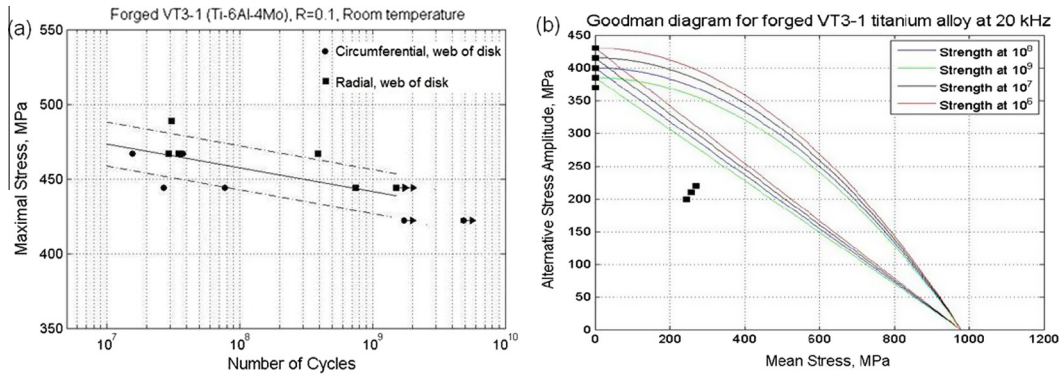 (a)
Forged VT3-1 (Ti-6Al-4Mo), R=0.1, Room temperature
Maximal Stress, MPa
550
500
450
400
350
Circumferential, web of disk
Radial, web of disk
10^7
10^8
10^9
10^10
Number of Cycles
(b)
Goodman diagram for forged VT3-1 titanium alloy at 20 kHz
Alternative Stress Amplitude, MPa
450
400
350
300
250
200
150
100
50
0
Strength at 10^8
Strength at 10^9
Strength at 10^7
Strength at 10^6
0
200
400
600
800
1000
1200
Mean Stress, MPa